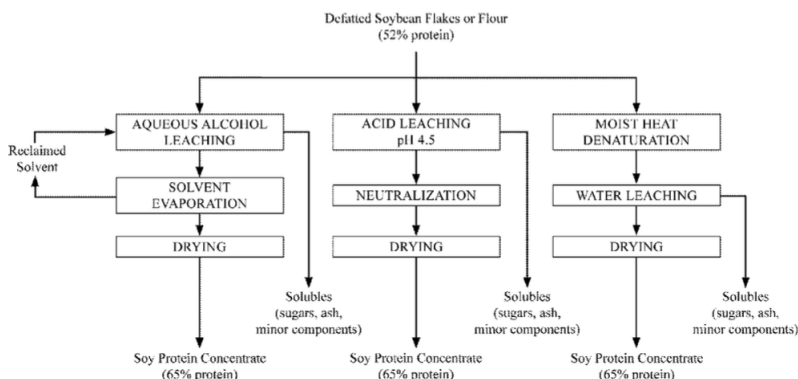 Defatted Soybean Flakes or Flour
(52% protein)
AQUEOUS ALCOHOL
LEACHING
ACID LEACHING
pH 4.5
MOIST HEAT
DENATURATION
Reclaimed
Solvent
SOLVENT
EVAPORATION
NEUTRALIZATION
WATER LEACHING
DRYING
DRYING
DRYING
Solubles
(sugars, ash,
minor components)
Solubles
(sugars, ash,
minor components)
Solubles
(sugars, ash,
minor components)
Soy Protein Concentrate
(65% protein)
Soy Protein Concentrate
(65% protein)
Soy Protein Concentrate
(65% protein)